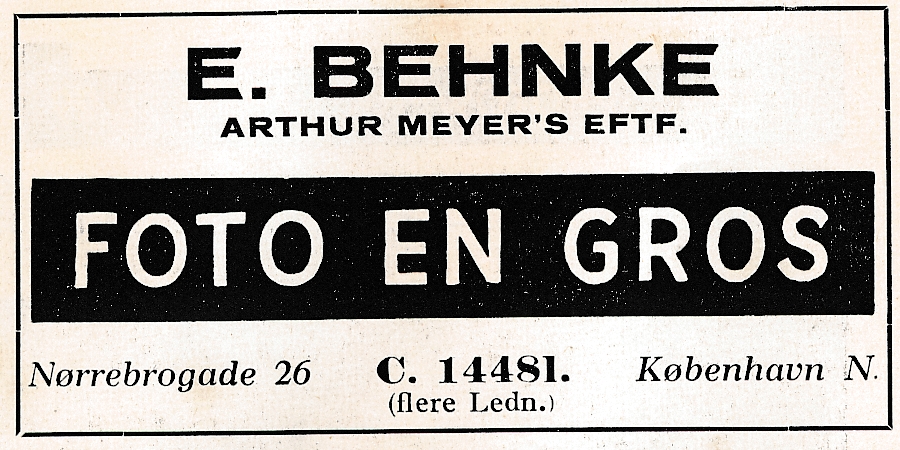 E. BEHNKE
ARTHUR MEYER'S EFTF.
FOTO EN GROS
Nørrebrogade 26 C. 14481. København N.
(flere Ledn.)